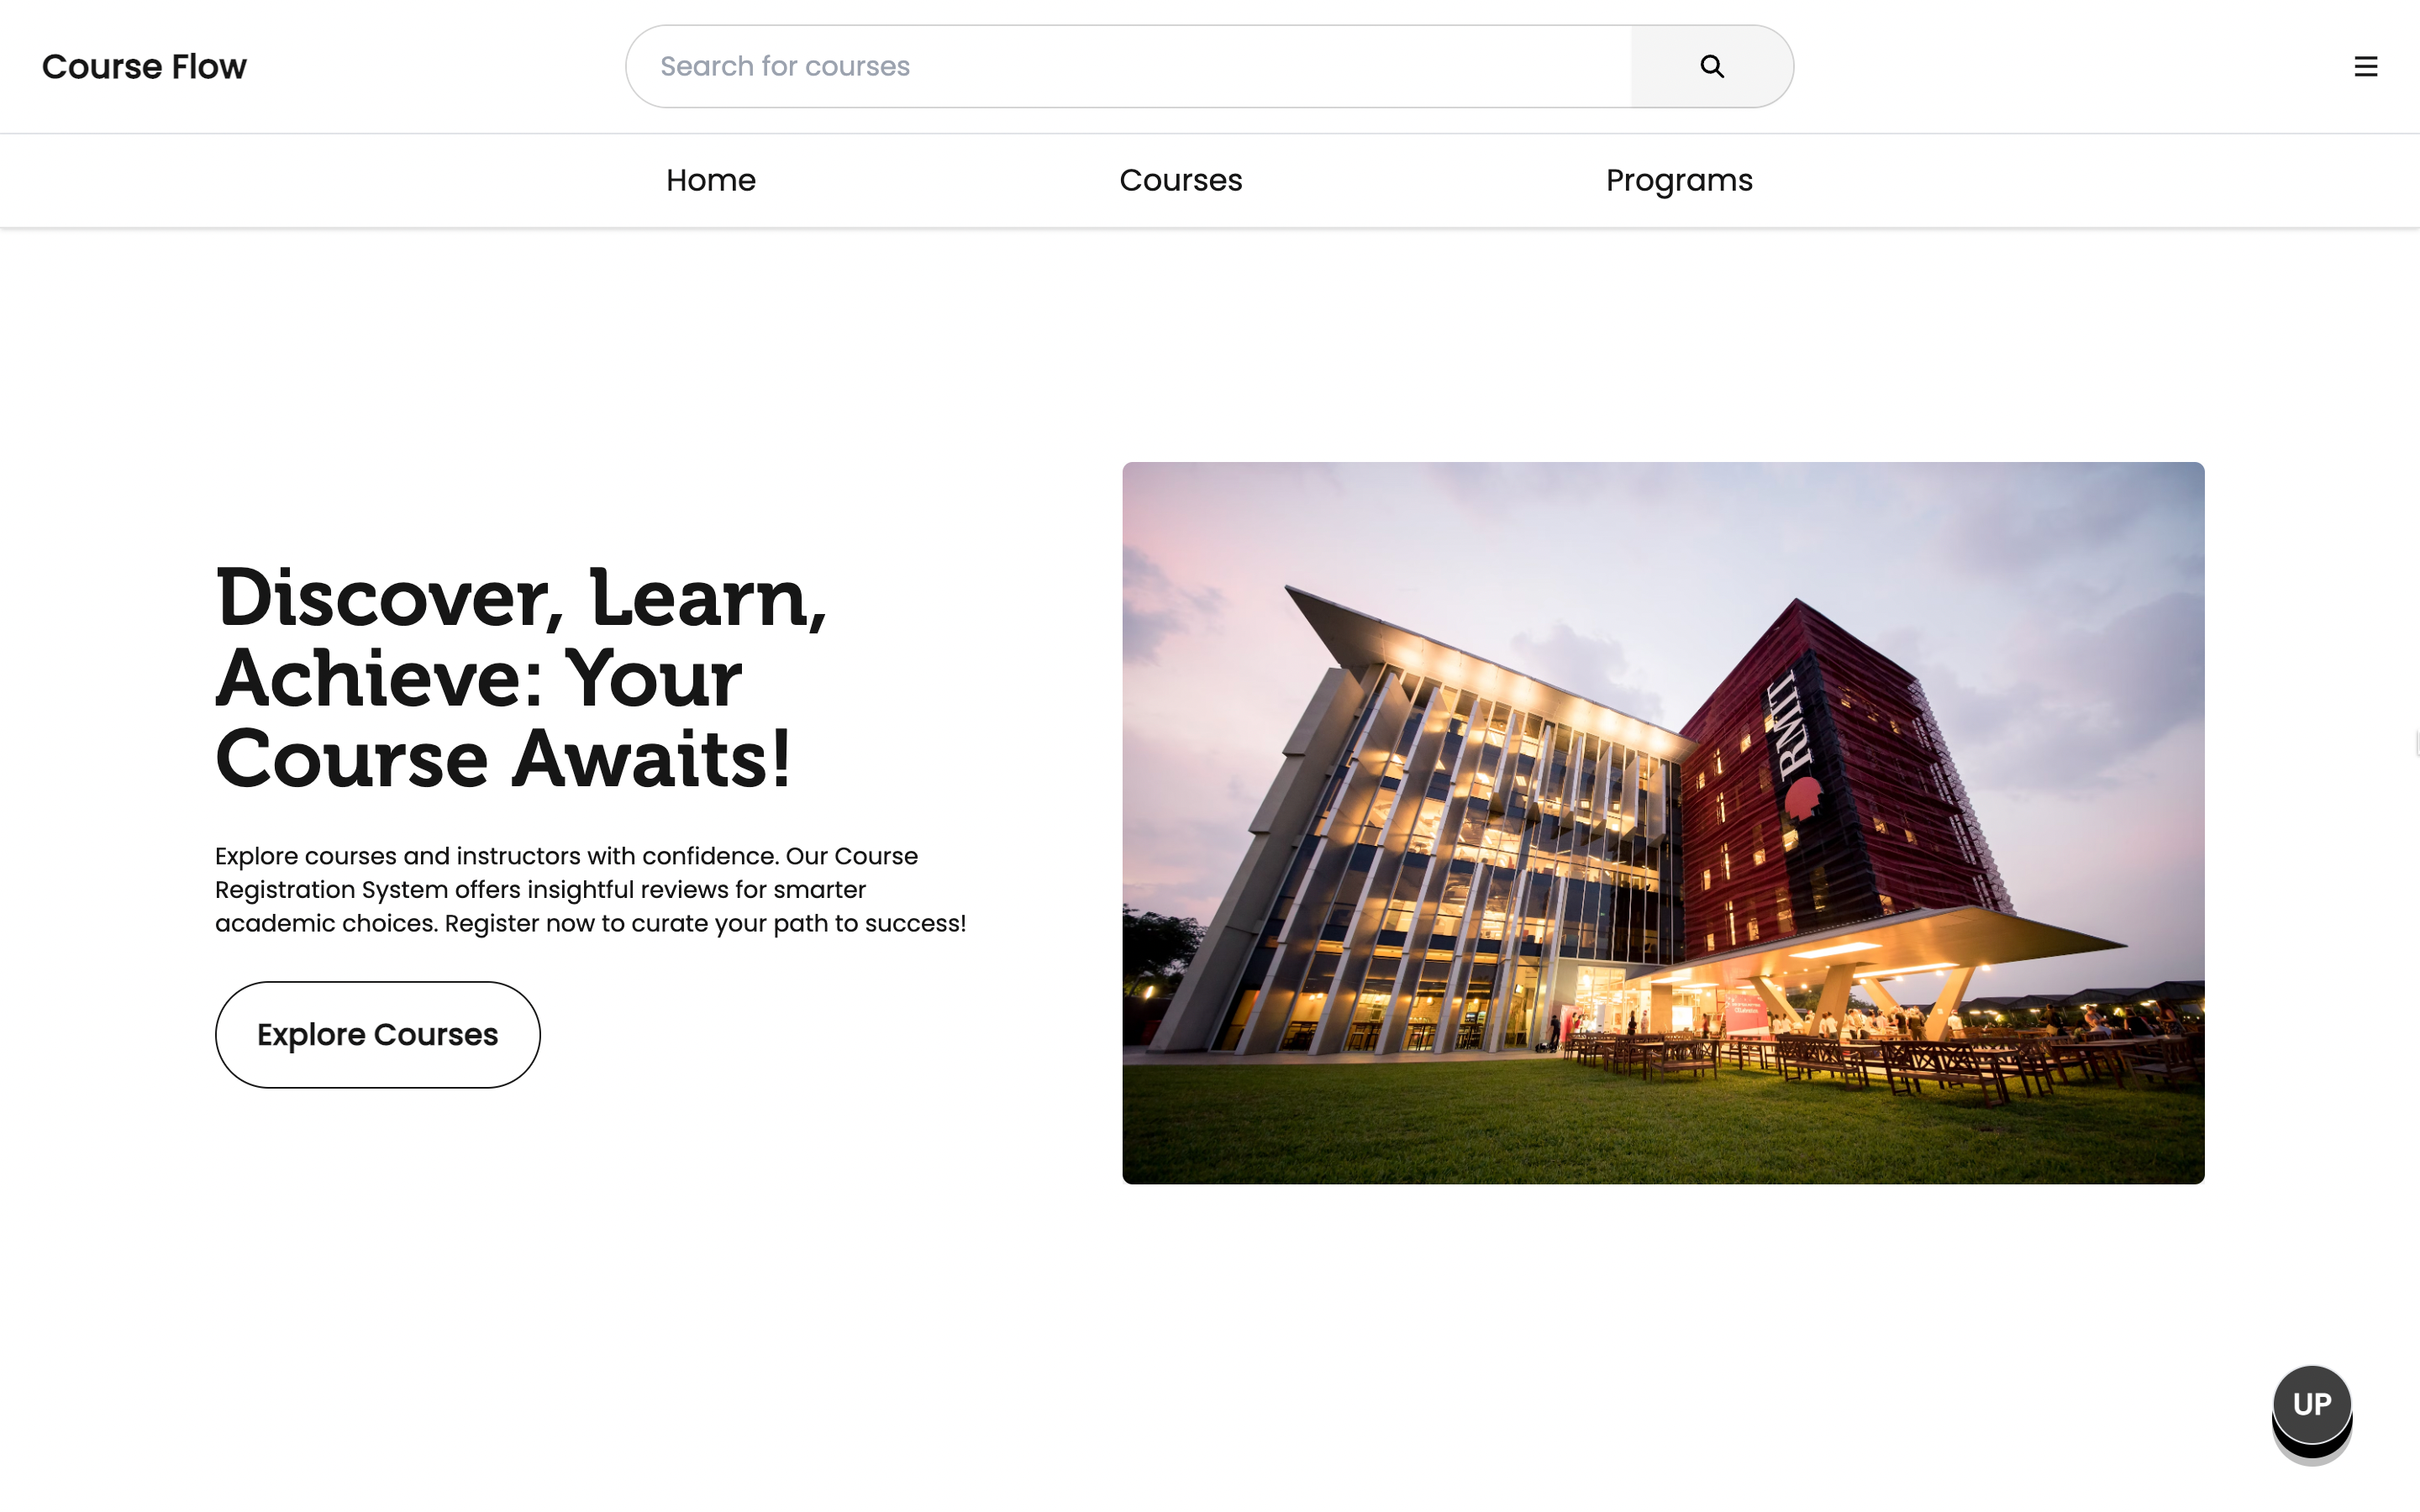 Course Flow
Search for courses
Home
Courses
Programs
Discover, Learn,
Achieve: Your
Course Awaits!
Explore courses and instructors with confidence. Our Course
Registration System offers insightful reviews for smarter
academic choices. Register now to curate your path to success!
Explore Courses
RMIT
UP